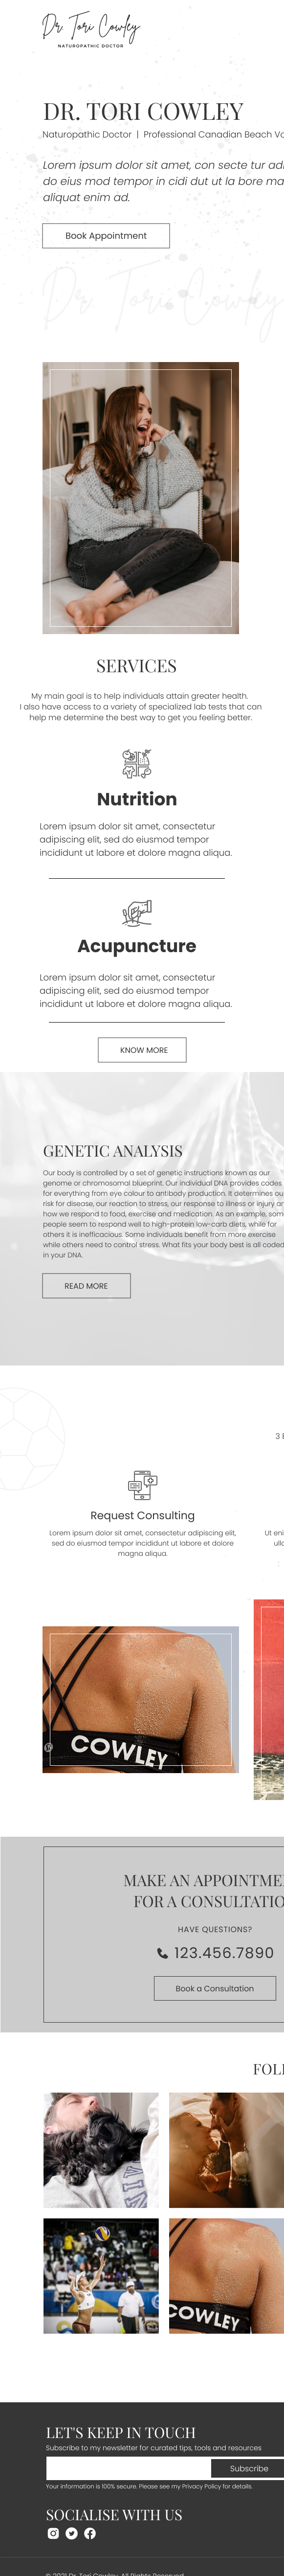 Dr. Tori Cowley
NATUROPATHIC DOCTOR
DR. TORI COWLEY
Naturopathic Doctor | Professional Canadian Beach Vo
Lorem ipsum dolor sit amet, con secte tur adi
do eius mod tempor in cidi dut ut la bore ma
aliquat enim ad.
Book Appointment
Dr. Tori Cowley
SERVICES
My main goal is to help individuals attain greater health.
I also have access to a variety of specialized lab tests that can
help me determine the best way to get you feeling better.
Nutrition
Lorem ipsum dolor sit amet, consectetur
adipiscing elit, sed do eiusmod tempor
incididunt ut labore et dolore magna aliqua.
Acupuncture
Lorem ipsum dolor sit amet, consectetur
adipiscing elit, sed do eiusmod tempor
incididunt ut labore et dolore magna aliqua.
KNOW MORE
GENETIC ANALYSIS
Our body is controlled by a set of genetic instructions known as our
genome or chromosomal blueprint. Our individual DNA provides codes
for everything from eye colour to antibody production. It determines ou
risk for disease, our reaction to stress, our response to illness or injury an
how we respond to food, exercise and medication. As an example, som
people seem to respond well to high-protein low-carb diets, while for
others it is inefficacious. Some individuals benefit from more exercise
while others need to control stress. What fits your body best is all coded
in your DNA.
READ MORE
3 E
Request Consulting
Lorem ipsum dolor sit amet, consectetur adipiscing elit,
sed do eiusmod tempor incididunt ut labore et dolore
magna aliqua.
Ut eni
ulla
COWLEY
MAKE AN APPOINTME
FOR A CONSULTATIO
HAVE QUESTIONS?
123.456.7890
Book a Consultation
FOLL
COWLEY
LET'S KEEP IN TOUCH
Subscribe to my newsletter for curated tips, tools and resources
Subscribe
Your information is 100% secure. Please see my Privacy Policy for details.
SOCIALISE WITH US
© 2021 Dr. Tori Cowley. All Rights Reserved